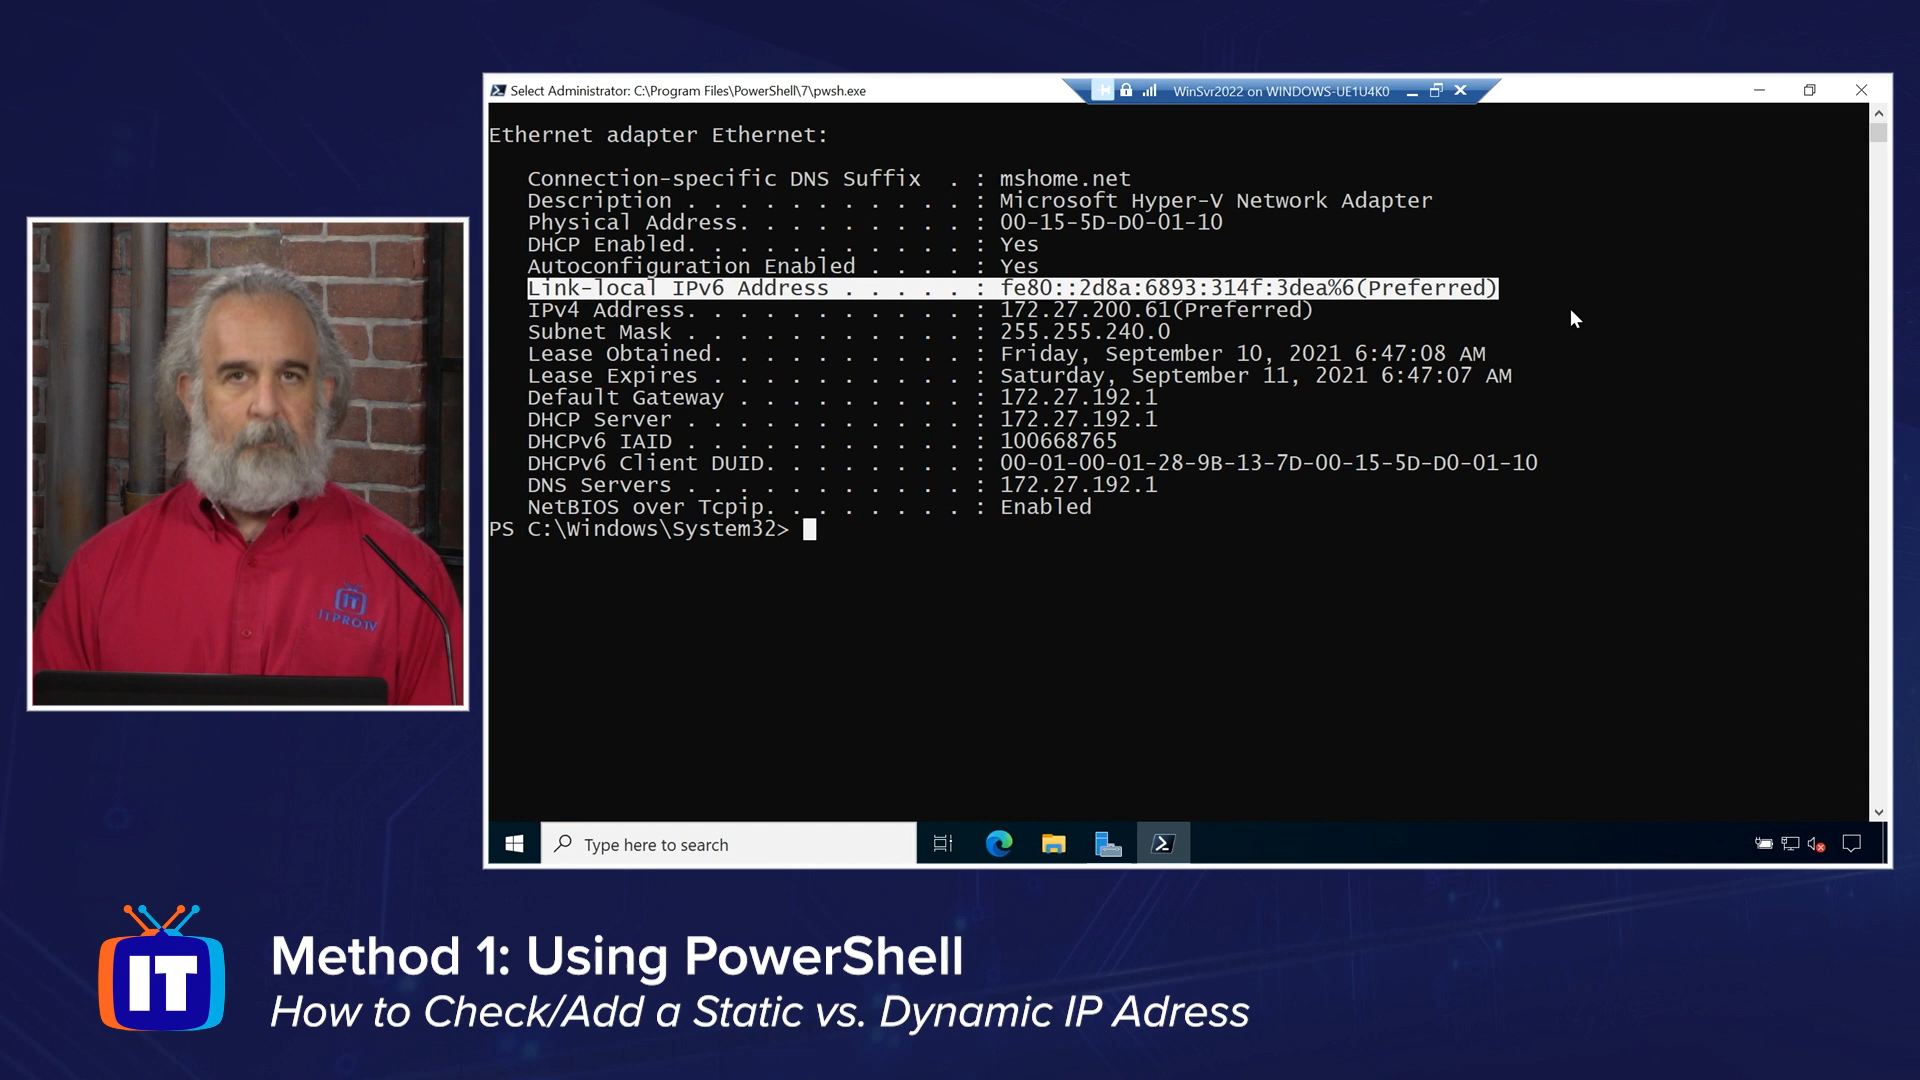 Select Administrator: C:\Program Files\PowerShell\7\pwsh.exe
WinSvr2022 on WINDOWS-UE1U4K0
Ethernet adapter Ethernet:
Connection-specific DNS Suffix  . : mshome.net
Description . . . . . . . . . . . : Microsoft Hyper-V Network Adapter
Physical Address. . . . . . . . . : 00-15-5D-D0-01-10
DHCP Enabled. . . . . . . . . . . : Yes
Autoconfiguration Enabled . . . . : Yes
Link-local IPv6 Address . . . . . : fe80::2d8a:6893:314f:3dea%6(Preferred)
IPv4 Address. . . . . . . . . . . : 172.27.200.61(Preferred)
Subnet Mask . . . . . . . . . . . : 255.255.240.0
Lease Obtained. . . . . . . . . . : Friday, September 10, 2021 6:47:08 AM
Lease Expires . . . . . . . . . . : Saturday, September 11, 2021 6:47:07 AM
Default Gateway . . . . . . . . . : 172.27.192.1
DHCP Server . . . . . . . . . . . : 172.27.192.1
DHCPv6 IAID . . . . . . . . . . . : 100668765
DHCPv6 Client DUID. . . . . . . . : 00-01-00-01-28-9B-13-7D-00-15-5D-D0-01-10
DNS Servers . . . . . . . . . . . : 172.27.192.1
NetBIOS over Tcpip. . . . . . . . : Enabled
PS C:\Windows\System32>
IT
ITPROTV
Type here to search
IT
Method 1: Using PowerShell
How to Check/Add a Static vs. Dynamic IP Adress